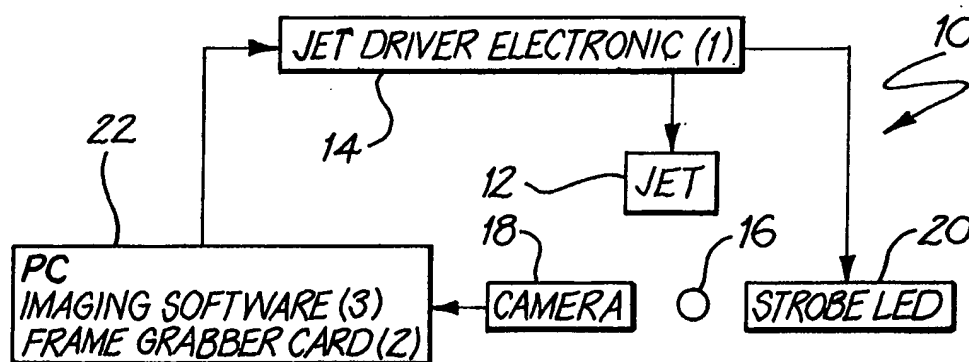 JET DRIVER ELECTRONIC (1)
10
22
14
12
JET
18
16
20
PC
IMAGING SOFTWARE (3)
FRAME GRABBER CARD (2)
CAMERA
STROBE LED